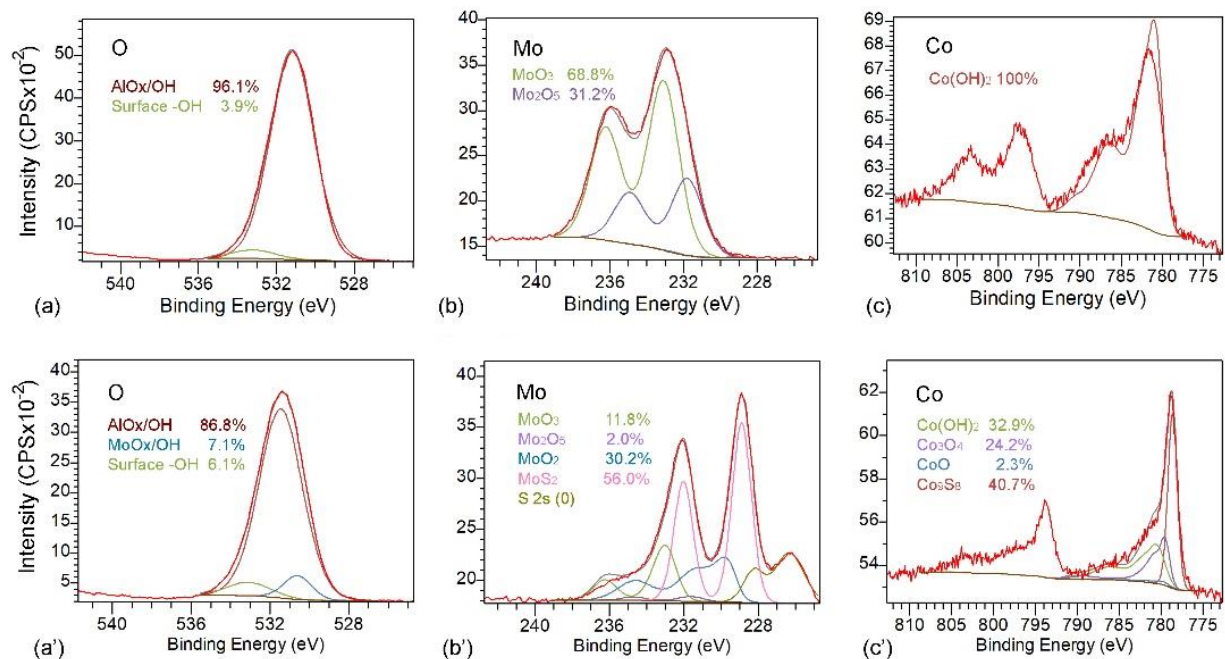 O
AlOx/OH 96.1%
Surface -OH 3.9%
Intensity (CPSx10⁻²)
50
40
30
20
10
540 536 532 528
Binding Energy (eV)
(a)
Mo
MoO₃ 68.8%
Mo₂O₅ 31.2%
40
35
30
25
20
15
240 236 232 228
Binding Energy (eV)
(b)
Co
Co(OH)₂ 100%
69
68
67
66
65
64
63
62
61
60
810 805 800 795 790 785 780 775
Binding Energy (eV)
(c)
O
AlOx/OH 86.8%
MoOx/OH 7.1%
Surface -OH 6.1%
Intensity (CPSx10⁻²)
40
35
30
25
20
15
10
5
540 536 532 528
Binding Energy (eV)
(a')
Mo
MoO₃ 11.8%
Mo₂O₅ 2.0%
MoO₂ 30.2%
MoS₂ 56.0%
S 2s (0)
40
35
30
25
20
236 232 228
Binding Energy (eV)
(b')
Co
Co(OH)₂ 32.9%
Co₃O₄ 24.2%
CoO 2.3%
Co₉S₈ 40.7%
62
60
58
56
54
810 805 800 795 790 785 780 775
Binding Energy (eV)
(c')